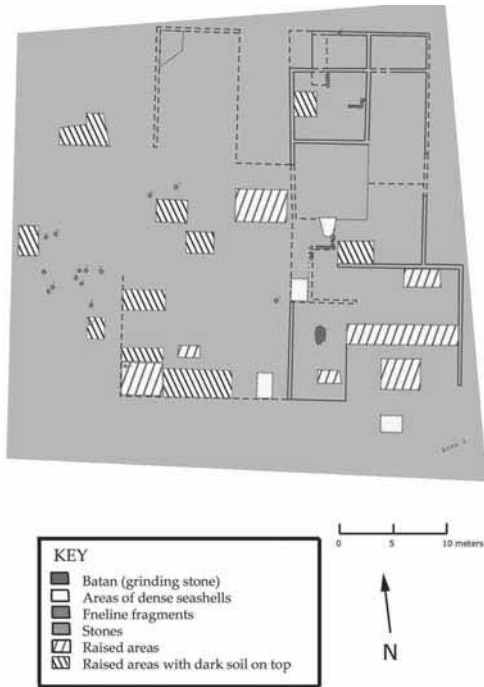 KEY
Batan (grinding stone)
Areas of dense seashells
Fneline fragments
Stones
Raised areas
Raised areas with dark soil on top
0 5 10 meters
N